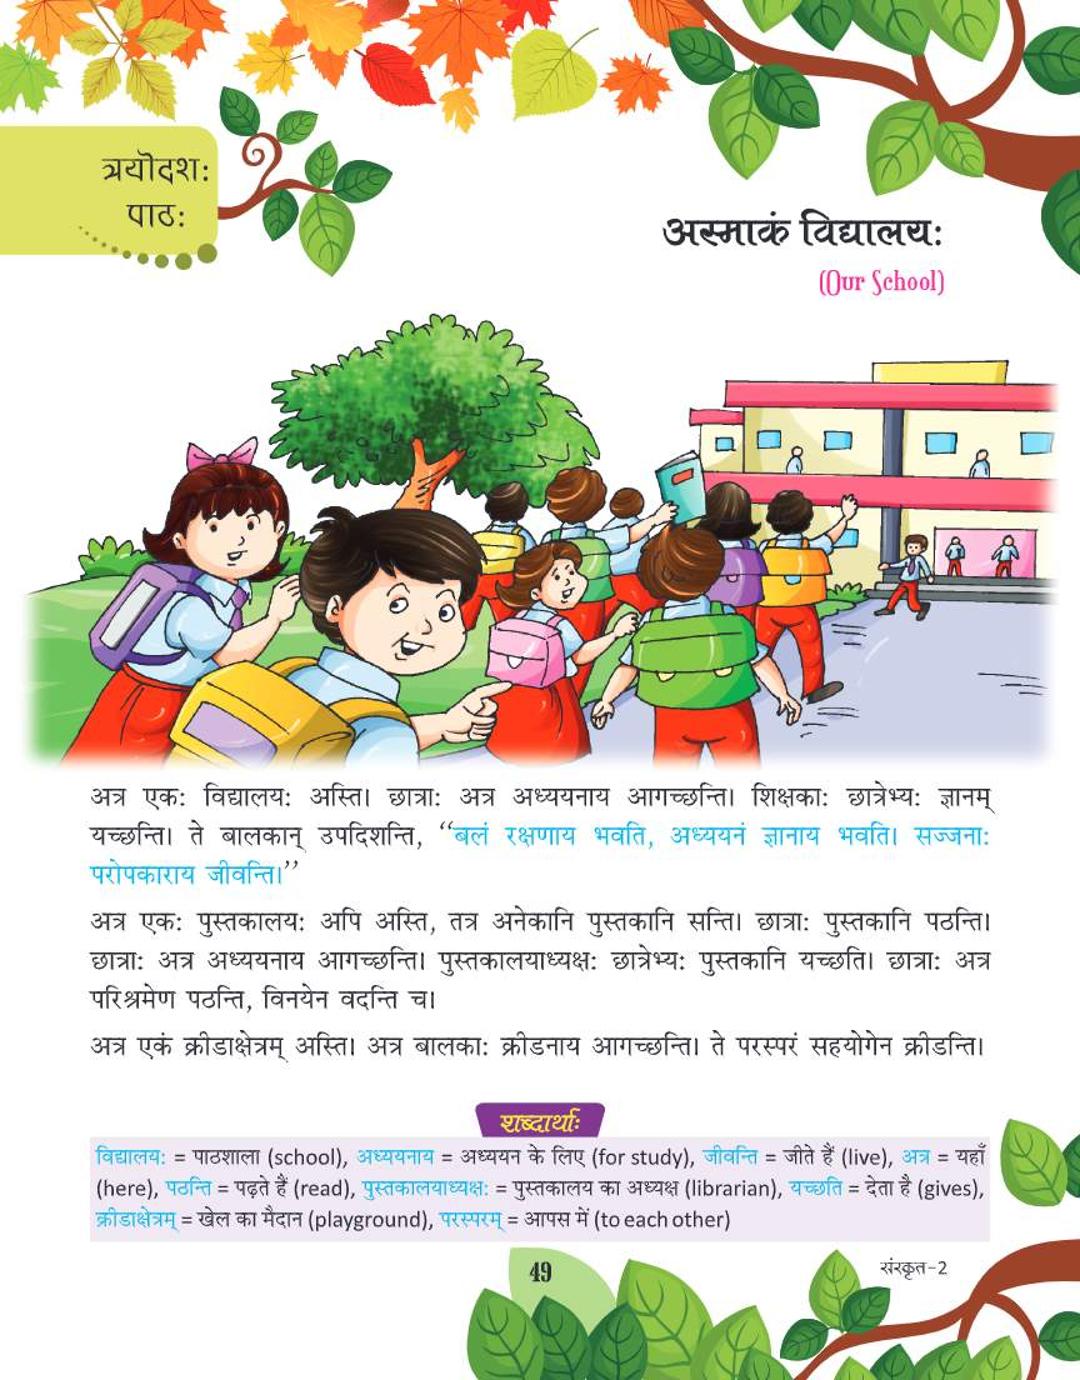 त्रयोदशः
पाठः
अस्माकं विद्यालयः
(Our School)
अत्र एकः विद्यालयः अस्ति। छात्राः अत्र अध्ययनाय आगच्छन्ति। शिक्षकाः छात्रेभ्यः ज्ञानम्
यच्छन्ति। ते बालकान् उपदिशन्ति, “बलं रक्षणाय भवति, अध्ययनं ज्ञानाय भवति। सज्जनाः
परोपकाराय जीवन्ति।”
अत्र एकः पुस्तकालयः अपि अस्ति, तत्र अनेकानि पुस्तकानि सन्ति। छात्राः पुस्तकानि पठन्ति।
छात्राः अत्र अध्ययनाय आगच्छन्ति। पुस्तकालयाध्यक्षः छात्रेभ्यः पुस्तकानि यच्छति। छात्राः अत्र
परिश्रमेण पठन्ति, विनयेन वदन्ति च।
अत्र एकं क्रीडाक्षेत्रम् अस्ति। अत्र बालकाः क्रीडनाय आगच्छन्ति। ते परस्परं सहयोगेन क्रीडन्ति।
शब्दार्थाः
विद्यालयः = पाठशाला (school), अध्ययनाय = अध्ययन के लिए (for study), जीवन्ति = जीते हैं (live), अत्र = यहाँ
(here), पठन्ति = पढ़ते हैं (read), पुस्तकालयाध्यक्षः = पुस्तकालय का अध्यक्ष (librarian), यच्छति = देता है (gives),
क्रीडाक्षेत्रम् = खेल का मैदान (playground), परस्परम् = आपस में (to each other)
49
संस्कृत-2